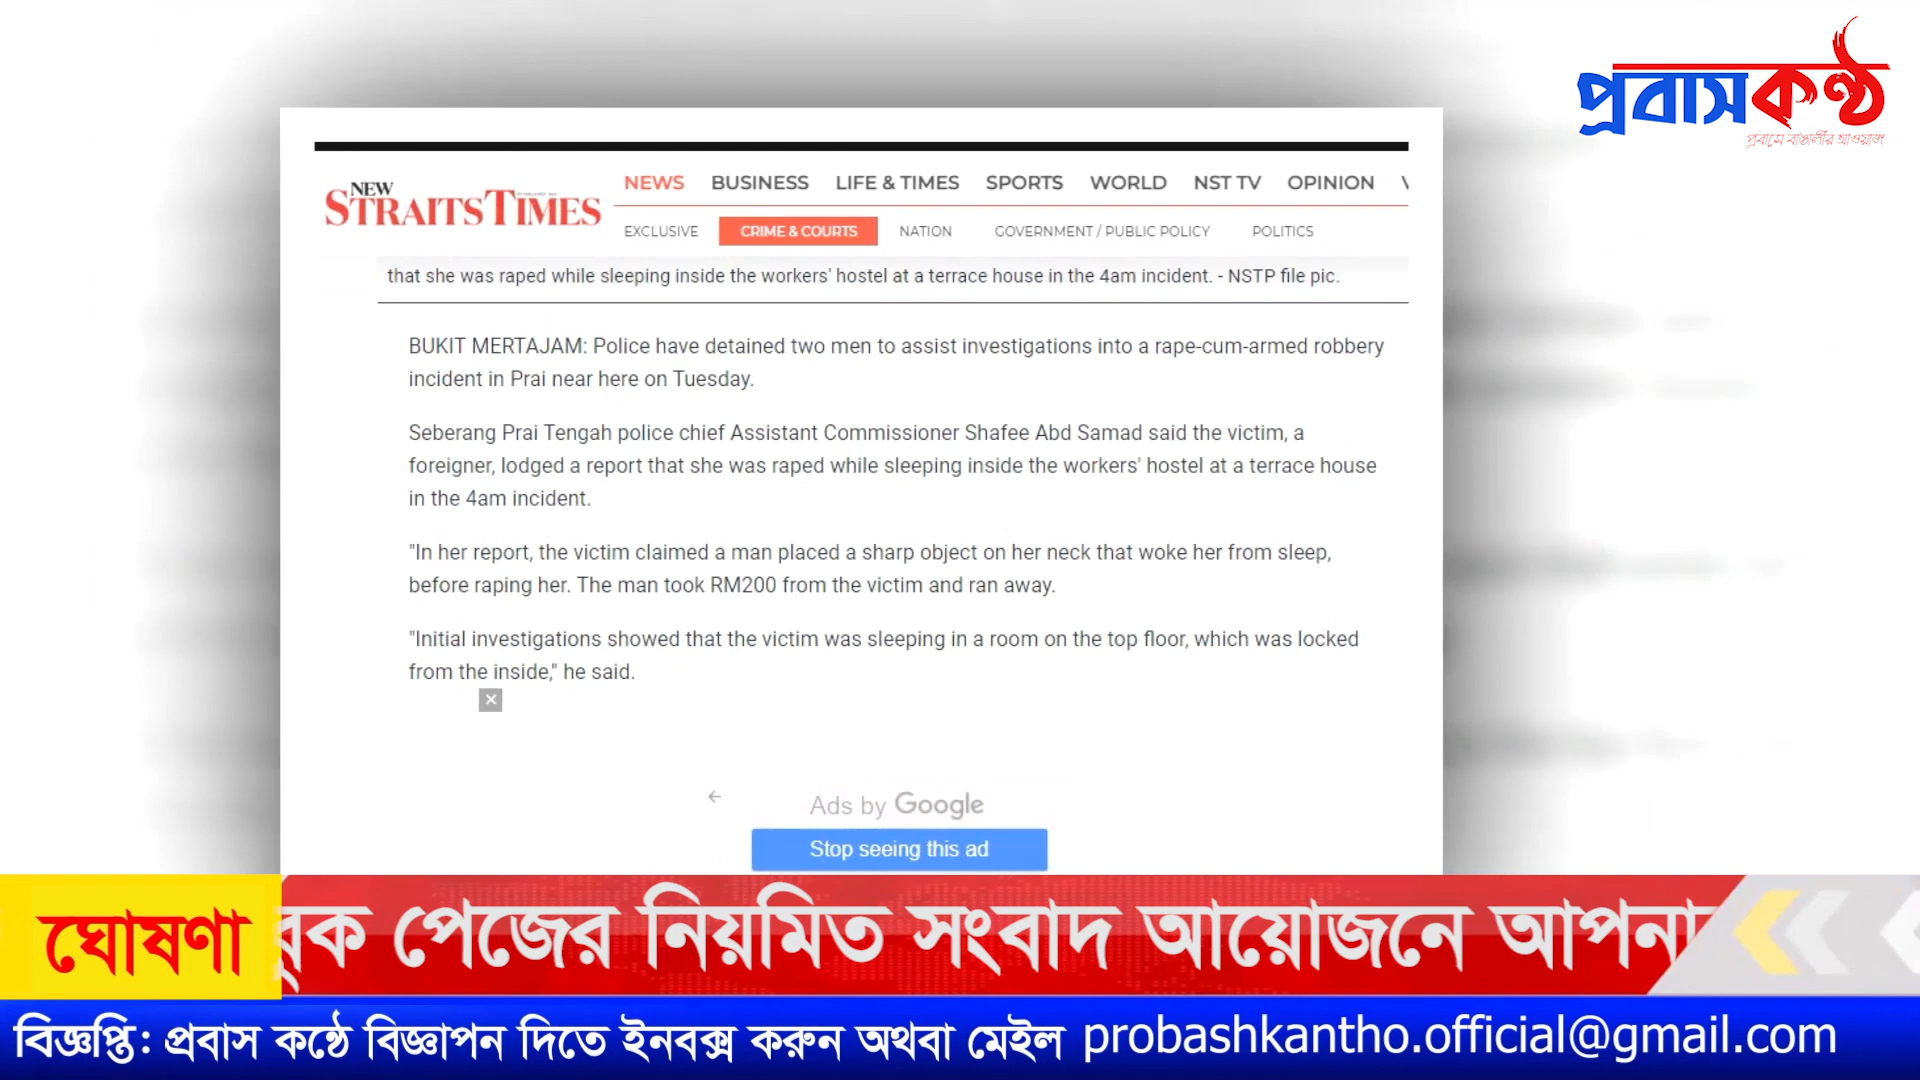 প্রবাসকণ্ঠ
প্রবাসে বাঙালীর আওয়াজ
NEW
STRAITS TIMES
NEWS BUSINESS LIFE & TIMES SPORTS WORLD NST TV OPINION
EXCLUSIVE CRIME & COURTS NATION GOVERNMENT / PUBLIC POLICY POLITICS
that she was raped while sleeping inside the workers' hostel at a terrace house in the 4am incident. - NSTP file pic.
BUKIT MERTAJAM: Police have detained two men to assist investigations into a rape-cum-armed robbery
incident in Prai near here on Tuesday.
Seberang Prai Tengah police chief Assistant Commissioner Shafee Abd Samad said the victim, a
foreigner, lodged a report that she was raped while sleeping inside the workers' hostel at a terrace house
in the 4am incident.
"In her report, the victim claimed a man placed a sharp object on her neck that woke her from sleep,
before raping her. The man took RM200 from the victim and ran away.
"Initial investigations showed that the victim was sleeping in a room on the top floor, which was locked
from the inside," he said.
Ads by Google
Stop seeing this ad
ঘোষণা
বুক পেজের নিয়মিত সংবাদ আয়োজনে আপনা
বিজ্ঞপ্তি: প্রবাস কন্ঠে বিজ্ঞাপন দিতে ইনবক্স করুন অথবা মেইল probashkantho.official@gmail.com